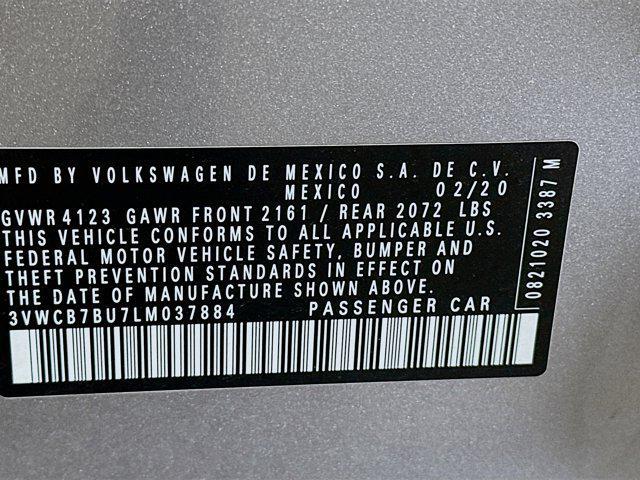 MFD BY VOLKSWAGEN DE MEXICO S.A. DE C.V.
MEXICO 02/20
GVWR 4123 GAWR FRONT 2161 / REAR 2072 LBS
THIS VEHICLE CONFORMS TO ALL APPLICABLE U.S.
FEDERAL MOTOR VEHICLE SAFETY, BUMPER AND
THEFT PREVENTION STANDARDS IN EFFECT ON
THE DATE OF MANUFACTURE SHOWN ABOVE.
3VWCB7BU7LM037884 PASSENGER CAR
0821020 3387 M